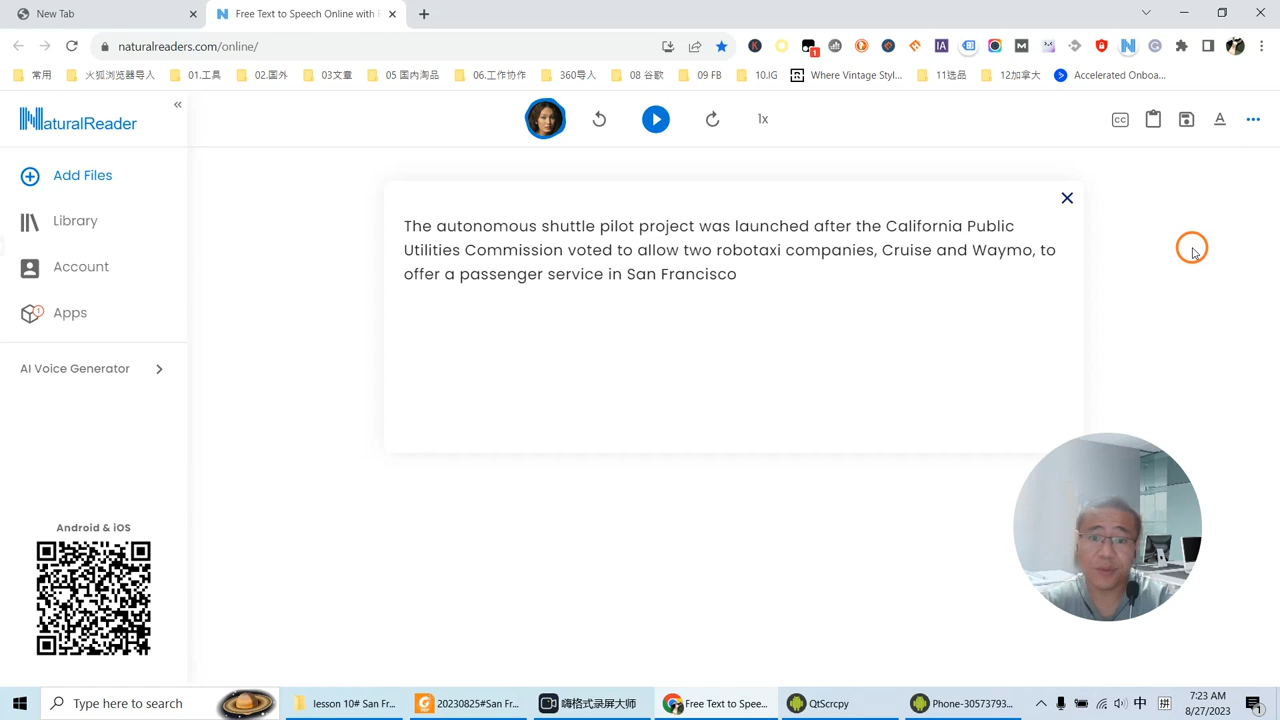 New Tab
Free Text to Speech Online with
naturalreaders.com/online/
1
常用
火狐浏览器导入
01.工具
02.国外
03文章
05 国内淘品
06.工作协作
360导入
08 谷歌
09 FB
10.IG
Where Vintage Styl...
11选品
12加拿大
Accelerated Onboa...
NaturalReader
1x
CC
Add Files
Library
Account
Apps
AI Voice Generator
The autonomous shuttle pilot project was launched after the California Public
Utilities Commission voted to allow two robotaxi companies, Cruise and Waymo, to
offer a passenger service in San Francisco
Android & iOS
Type here to search
lesson 10# San Fr...
20230825#San Fr...
嗨格式录屏大师
Free Text to Spee...
QtScrcpy
Phone-30573793...
中
拼
7:23 AM
8/27/2023
1